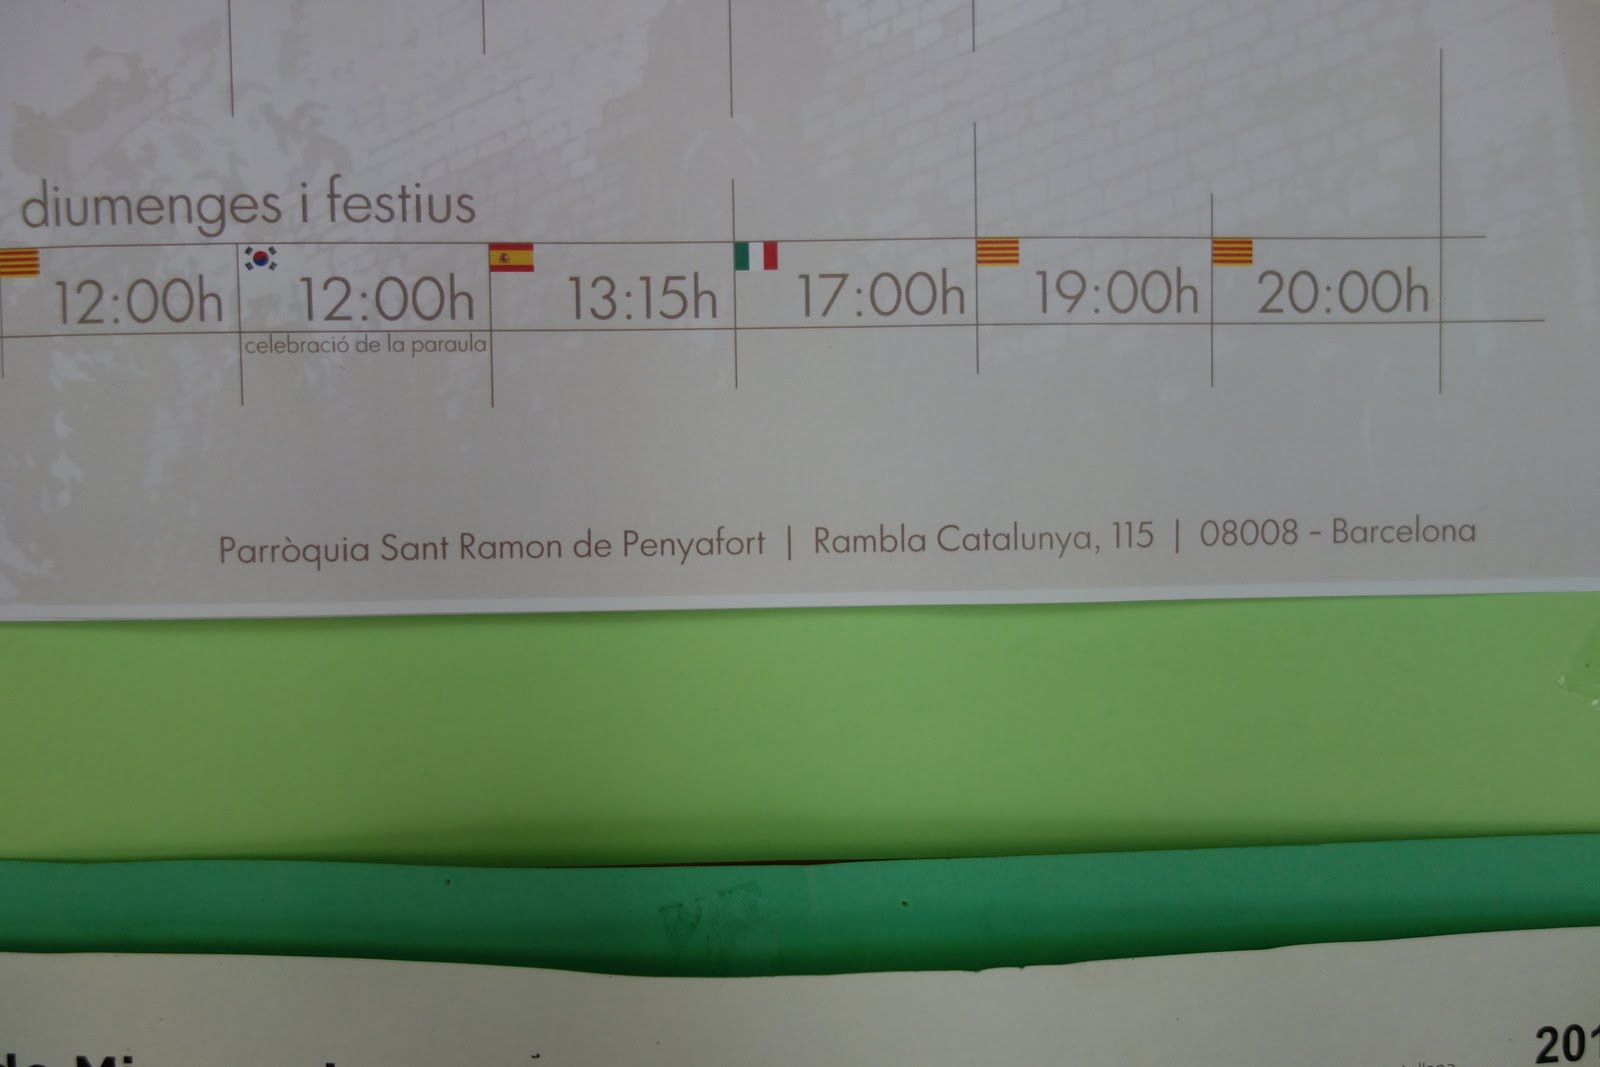 diumenges i festius
12:00h 12:00h 13:15h 17:00h 19:00h 20:00h
celebració de la paraula
Parròquia Sant Ramon de Penyafort | Rambla Catalunya, 115 | 08008 - Barcelona